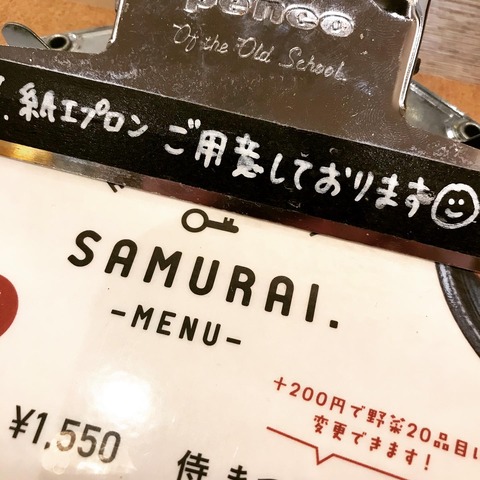 penco
Of the Old School
紙エプロン ご用意しております
SAMURAI.
-MENU-
+200円で野菜20品目に
変更できます!
¥1,550
侍